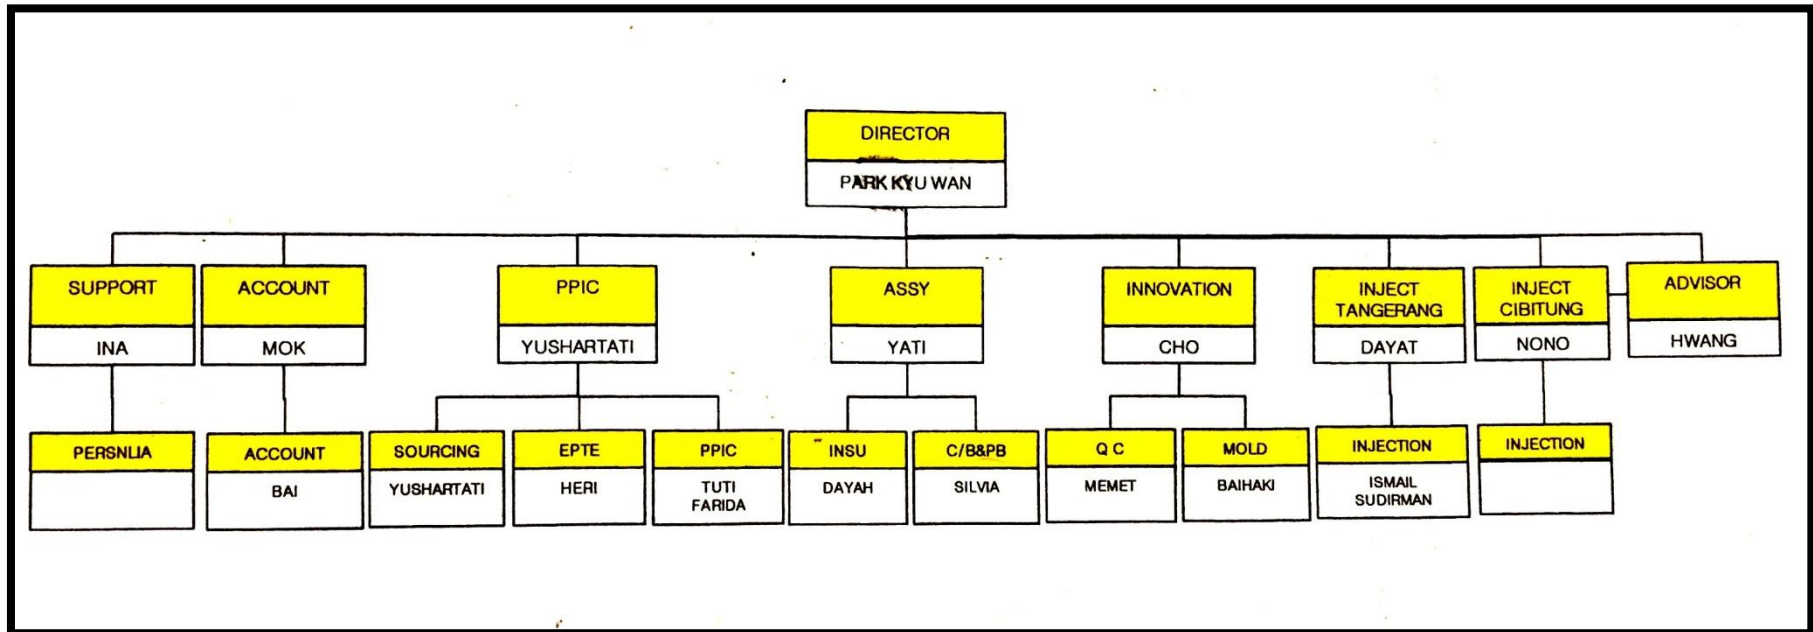 DIRECTOR
PARK KYU WAN
SUPPORT
INA
ACCOUNT
MOK
PPIC
YUSHARTATI
ASSY
YATI
INNOVATION
CHO
INJECT
TANGERANG
DAYAT
INJECT
CIBITUNG
NONO
ADVISOR
HWANG
PERSNLIA
ACCOUNT
BAI
SOURCING
YUSHARTATI
EPTE
HERI
PPIC
TUTI
FARIDA
INSU
DAYAH
C/B&PB
SILVIA
Q C
MEMET
MOLD
BAIHAKI
INJECTION
ISMAIL
SUDIRMAN
INJECTION